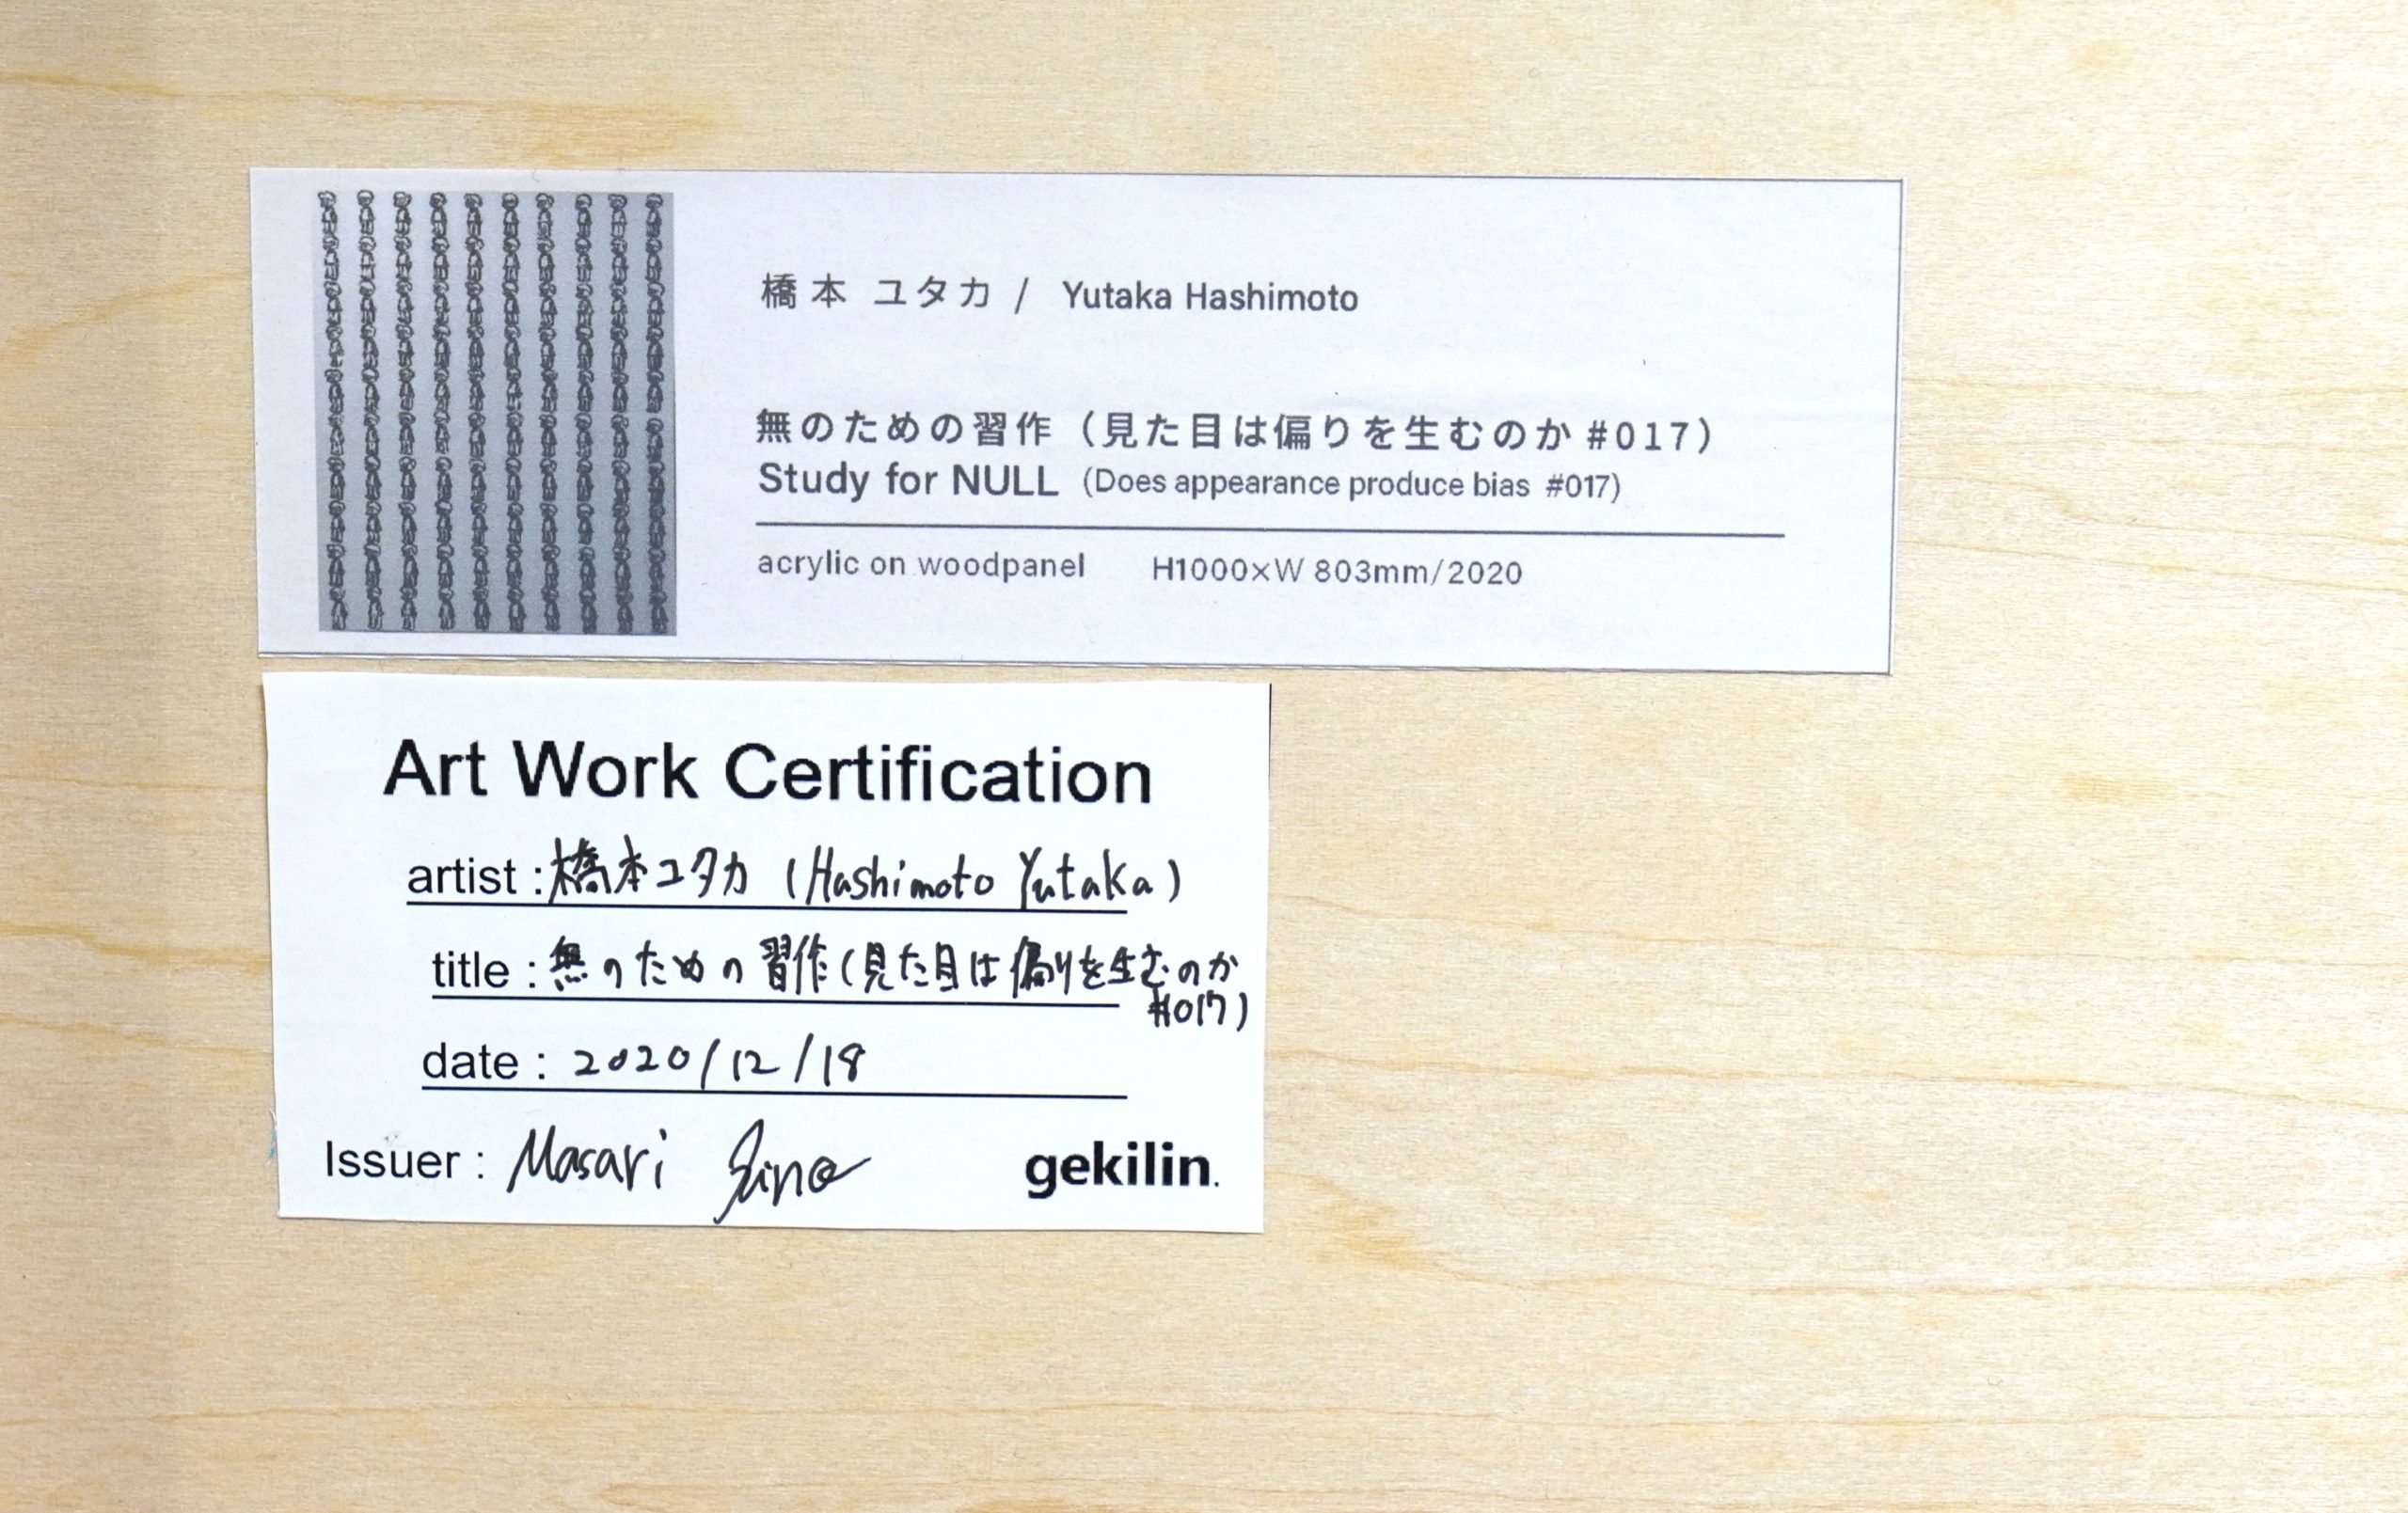 橋本 ユタカ / Yutaka Hashimoto
無のための習作（見た目は偏りを生むのか #017）
Study for NULL (Does appearance produce bias #017)
acrylic on woodpanel H1000×W 803mm/2020
Art Work Certification
artist : 橋本ユタカ (Hashimoto Yutaka)
title : 無のための習作(見た目は偏りを生むのか
#017)
date : 2020/12/18
Issuer : Masari
gekilin.